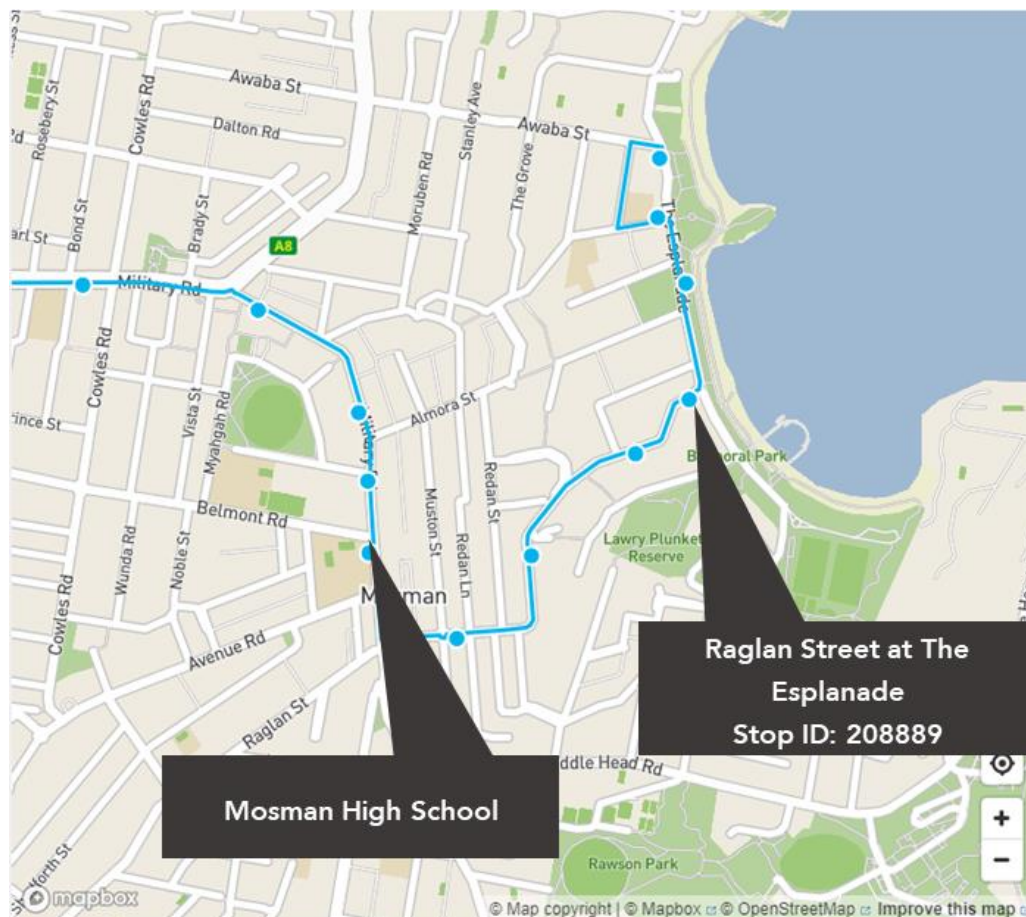 Awaba St
Dalton Rd
Rosebery St
Cowles Rd
Bond St
Brady St
Moruben Rd
Stanley Ave
The Grove
Awaba St
A8
Military Rd
The Esplanade
Cowles Rd
Vista St
Myahgah Rd
Almora St
Belmont Rd
Muston St
Redan St
Redan Ln
Wunda Rd
Noble St
Cowles Rd
Lawry Plunket
Reserve
Avenue Rd
Raglan St
Raglan Street at The
Esplanade
Stop ID: 208889
Mosman High School
Rawson Park
+
−
mapbox
© Map copyright | © Mapbox © OpenStreetMap Improve this map